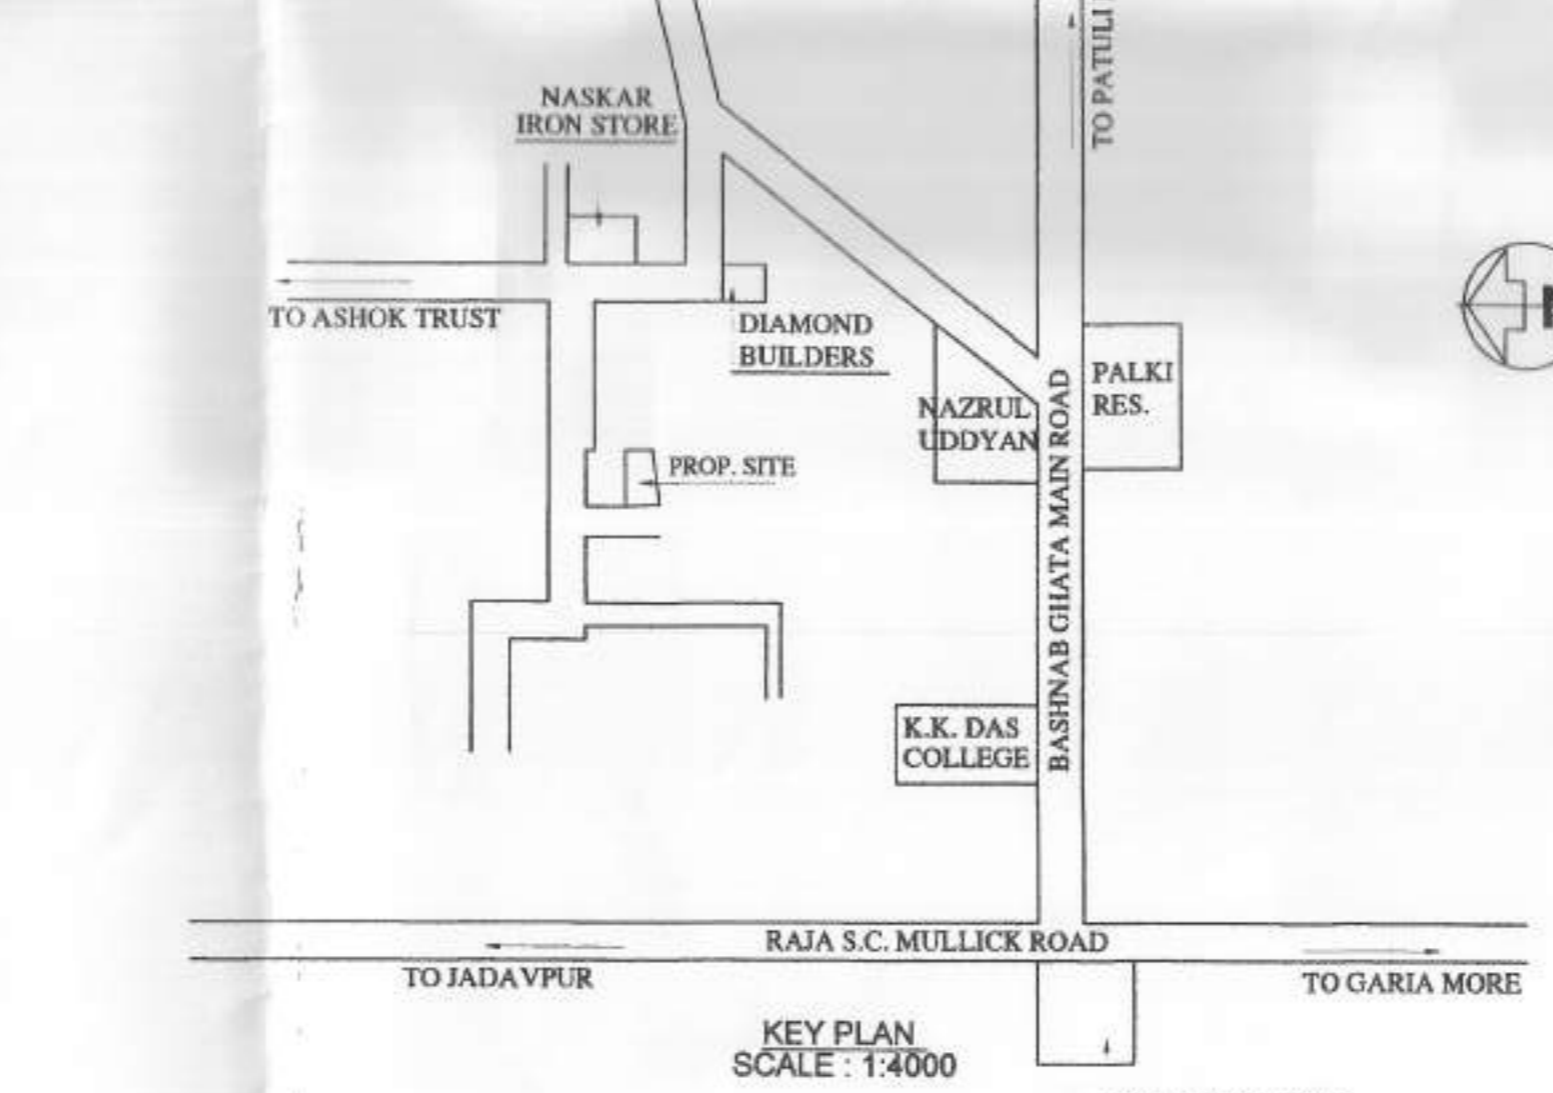 NASKAR
IRON STORE
TO PATULI
TO ASHOK TRUST
DIAMOND
BUILDERS
PALKI
RES.
NAZRUL
UDDYAN
PROP. SITE
BASHNAB GHATA MAIN ROAD
K.K. DAS
COLLEGE
RAJA S.C. MULLICK ROAD
TO JADAVPUR
TO GARIA MORE
KEY PLAN
SCALE : 1:4000